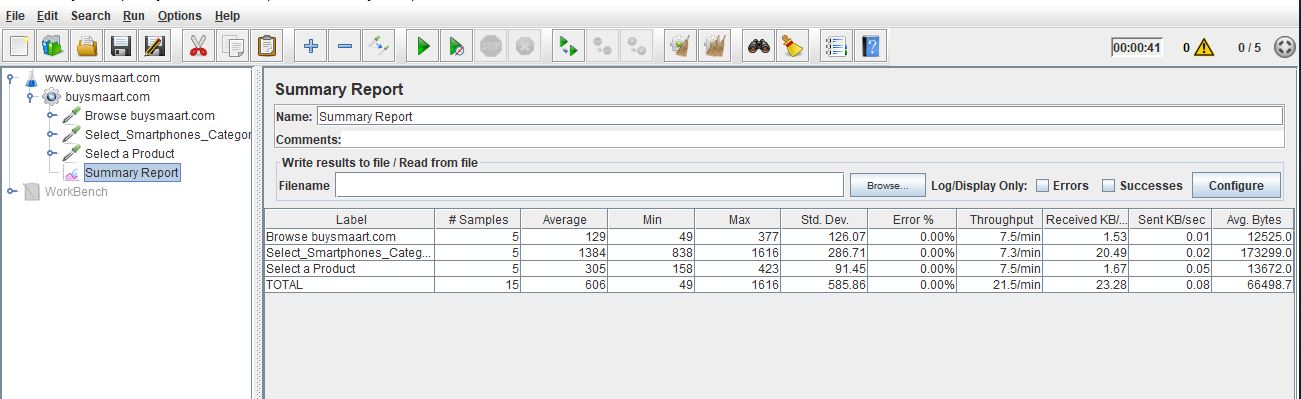 File Edit Search Run Options Help
STOP
00:00:41 0 0 / 5
www.buysmaart.com
buysmaart.com
Browse buysmaart.com
Select_Smartphones_Categor
Select a Product
Summary Report
WorkBench
Summary Report
Name: Summary Report
Comments:
Write results to file / Read from file
Filename Browse... Log/Display Only: Errors Successes Configure
Label # Samples Average Min Max Std. Dev. Error % Throughput Received KB/... Sent KB/sec Avg. Bytes
Browse buysmaart.com 5 129 49 377 126.07 0.00% 7.5/min 1.53 0.01 12525.0
Select_Smartphones_Categ... 5 1384 838 1616 286.71 0.00% 7.3/min 20.49 0.02 173299.0
Select a Product 5 305 158 423 91.45 0.00% 7.5/min 1.67 0.05 13672.0
TOTAL 15 606 49 1616 585.86 0.00% 21.5/min 23.28 0.08 66498.7